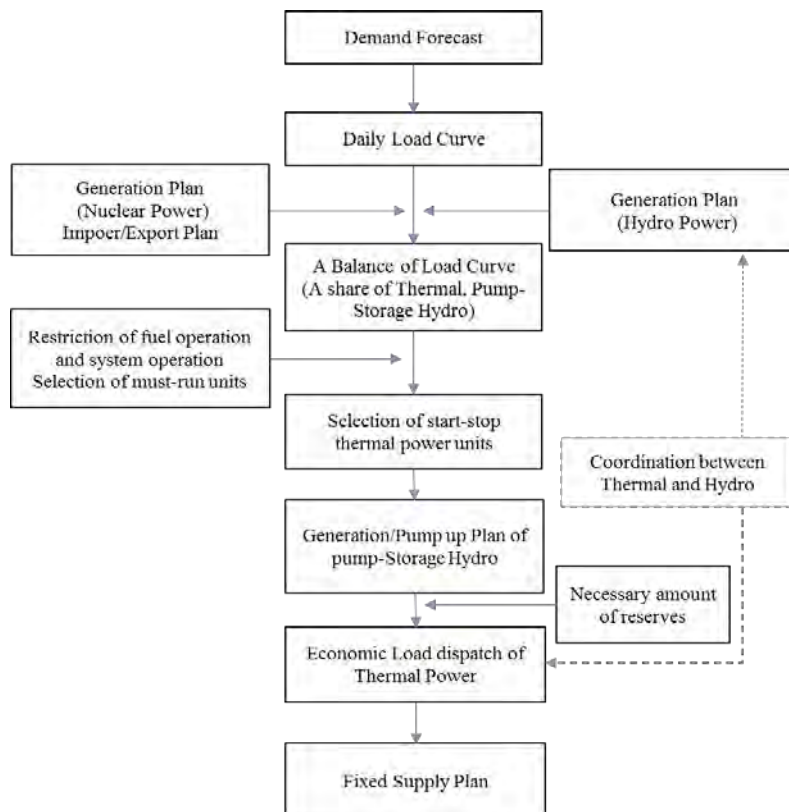 Demand Forecast
Daily Load Curve
Generation Plan
(Nuclear Power)
Impoer/Export Plan
Generation Plan
(Hydro Power)
A Balance of Load Curve
(A share of Thermal, Pump-
Storage Hydro)
Restriction of fuel operation
and system operation
Selection of must-run units
Selection of start-stop
thermal power units
Coordination between
Thermal and Hydro
Generation/Pump up Plan of
pump-Storage Hydro
Necessary amount
of reserves
Economic Load dispatch of
Thermal Power
Fixed Supply Plan